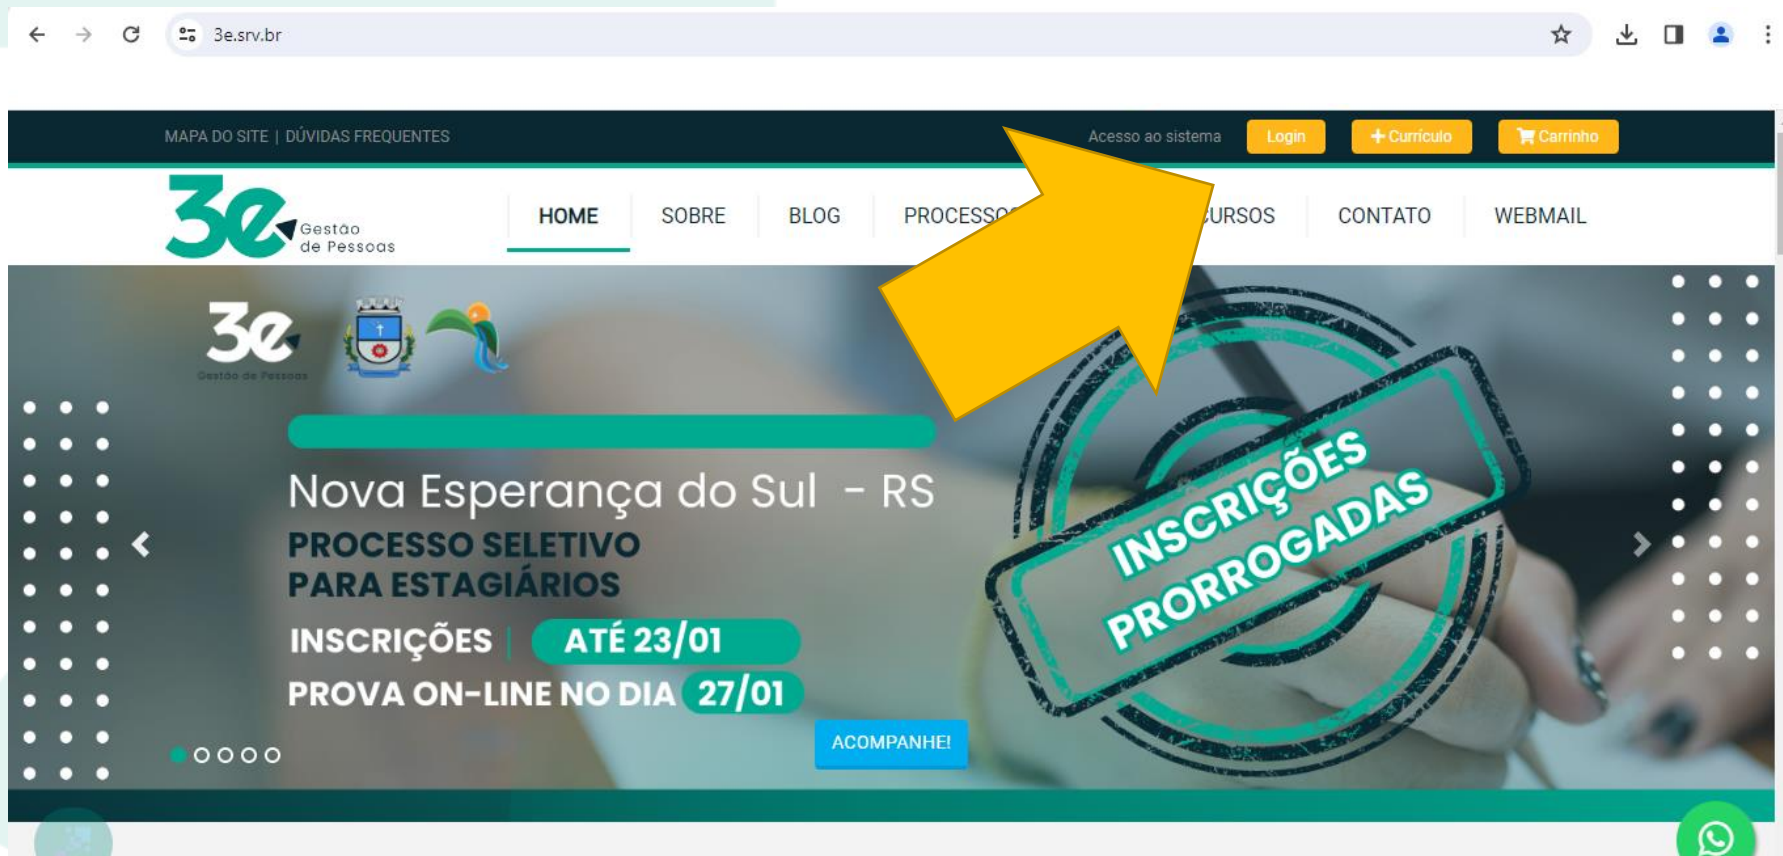 3e.srv.br
MAPA DO SITE | DÚVIDAS FREQUENTES
Acesso ao sistema
Login
+ Currículo
Carrinho
3e Gestão
de Pessoas
HOME
SOBRE
BLOG
CONTATO
WEBMAIL
3e
Gestão de Pessoas
Nova Esperança do Sul - RS
PROCESSO SELETIVO
PARA ESTAGIÁRIOS
INSCRIÇÕES | ATÉ 23/01
PROVA ON-LINE NO DIA 27/01
INSCRIÇÕES
PRORROGADAS
ACOMPANHE!